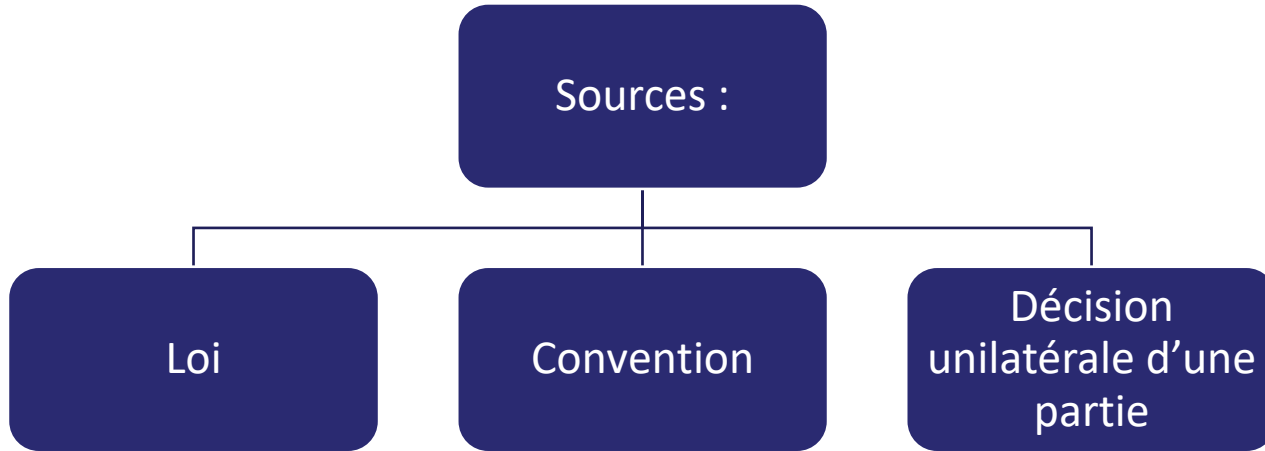 Sources :
Loi
Convention
Décision
unilatérale d’une
partie